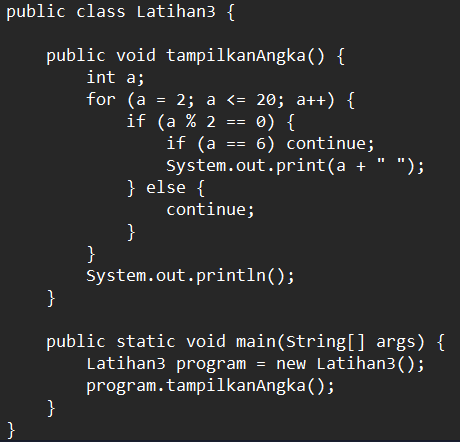 public class Latihan3 {
    public void tampilkanAngka() {
        int a;
        for (a = 2; a <= 20; a++) {
            if (a % 2 == 0) {
                if (a == 6) continue;
                System.out.print(a + " ");
            } else {
                continue;
            }
        }
        System.out.println();
    }
    public static void main(String[] args) {
        Latihan3 program = new Latihan3();
        program.tampilkanAngka();
    }
}